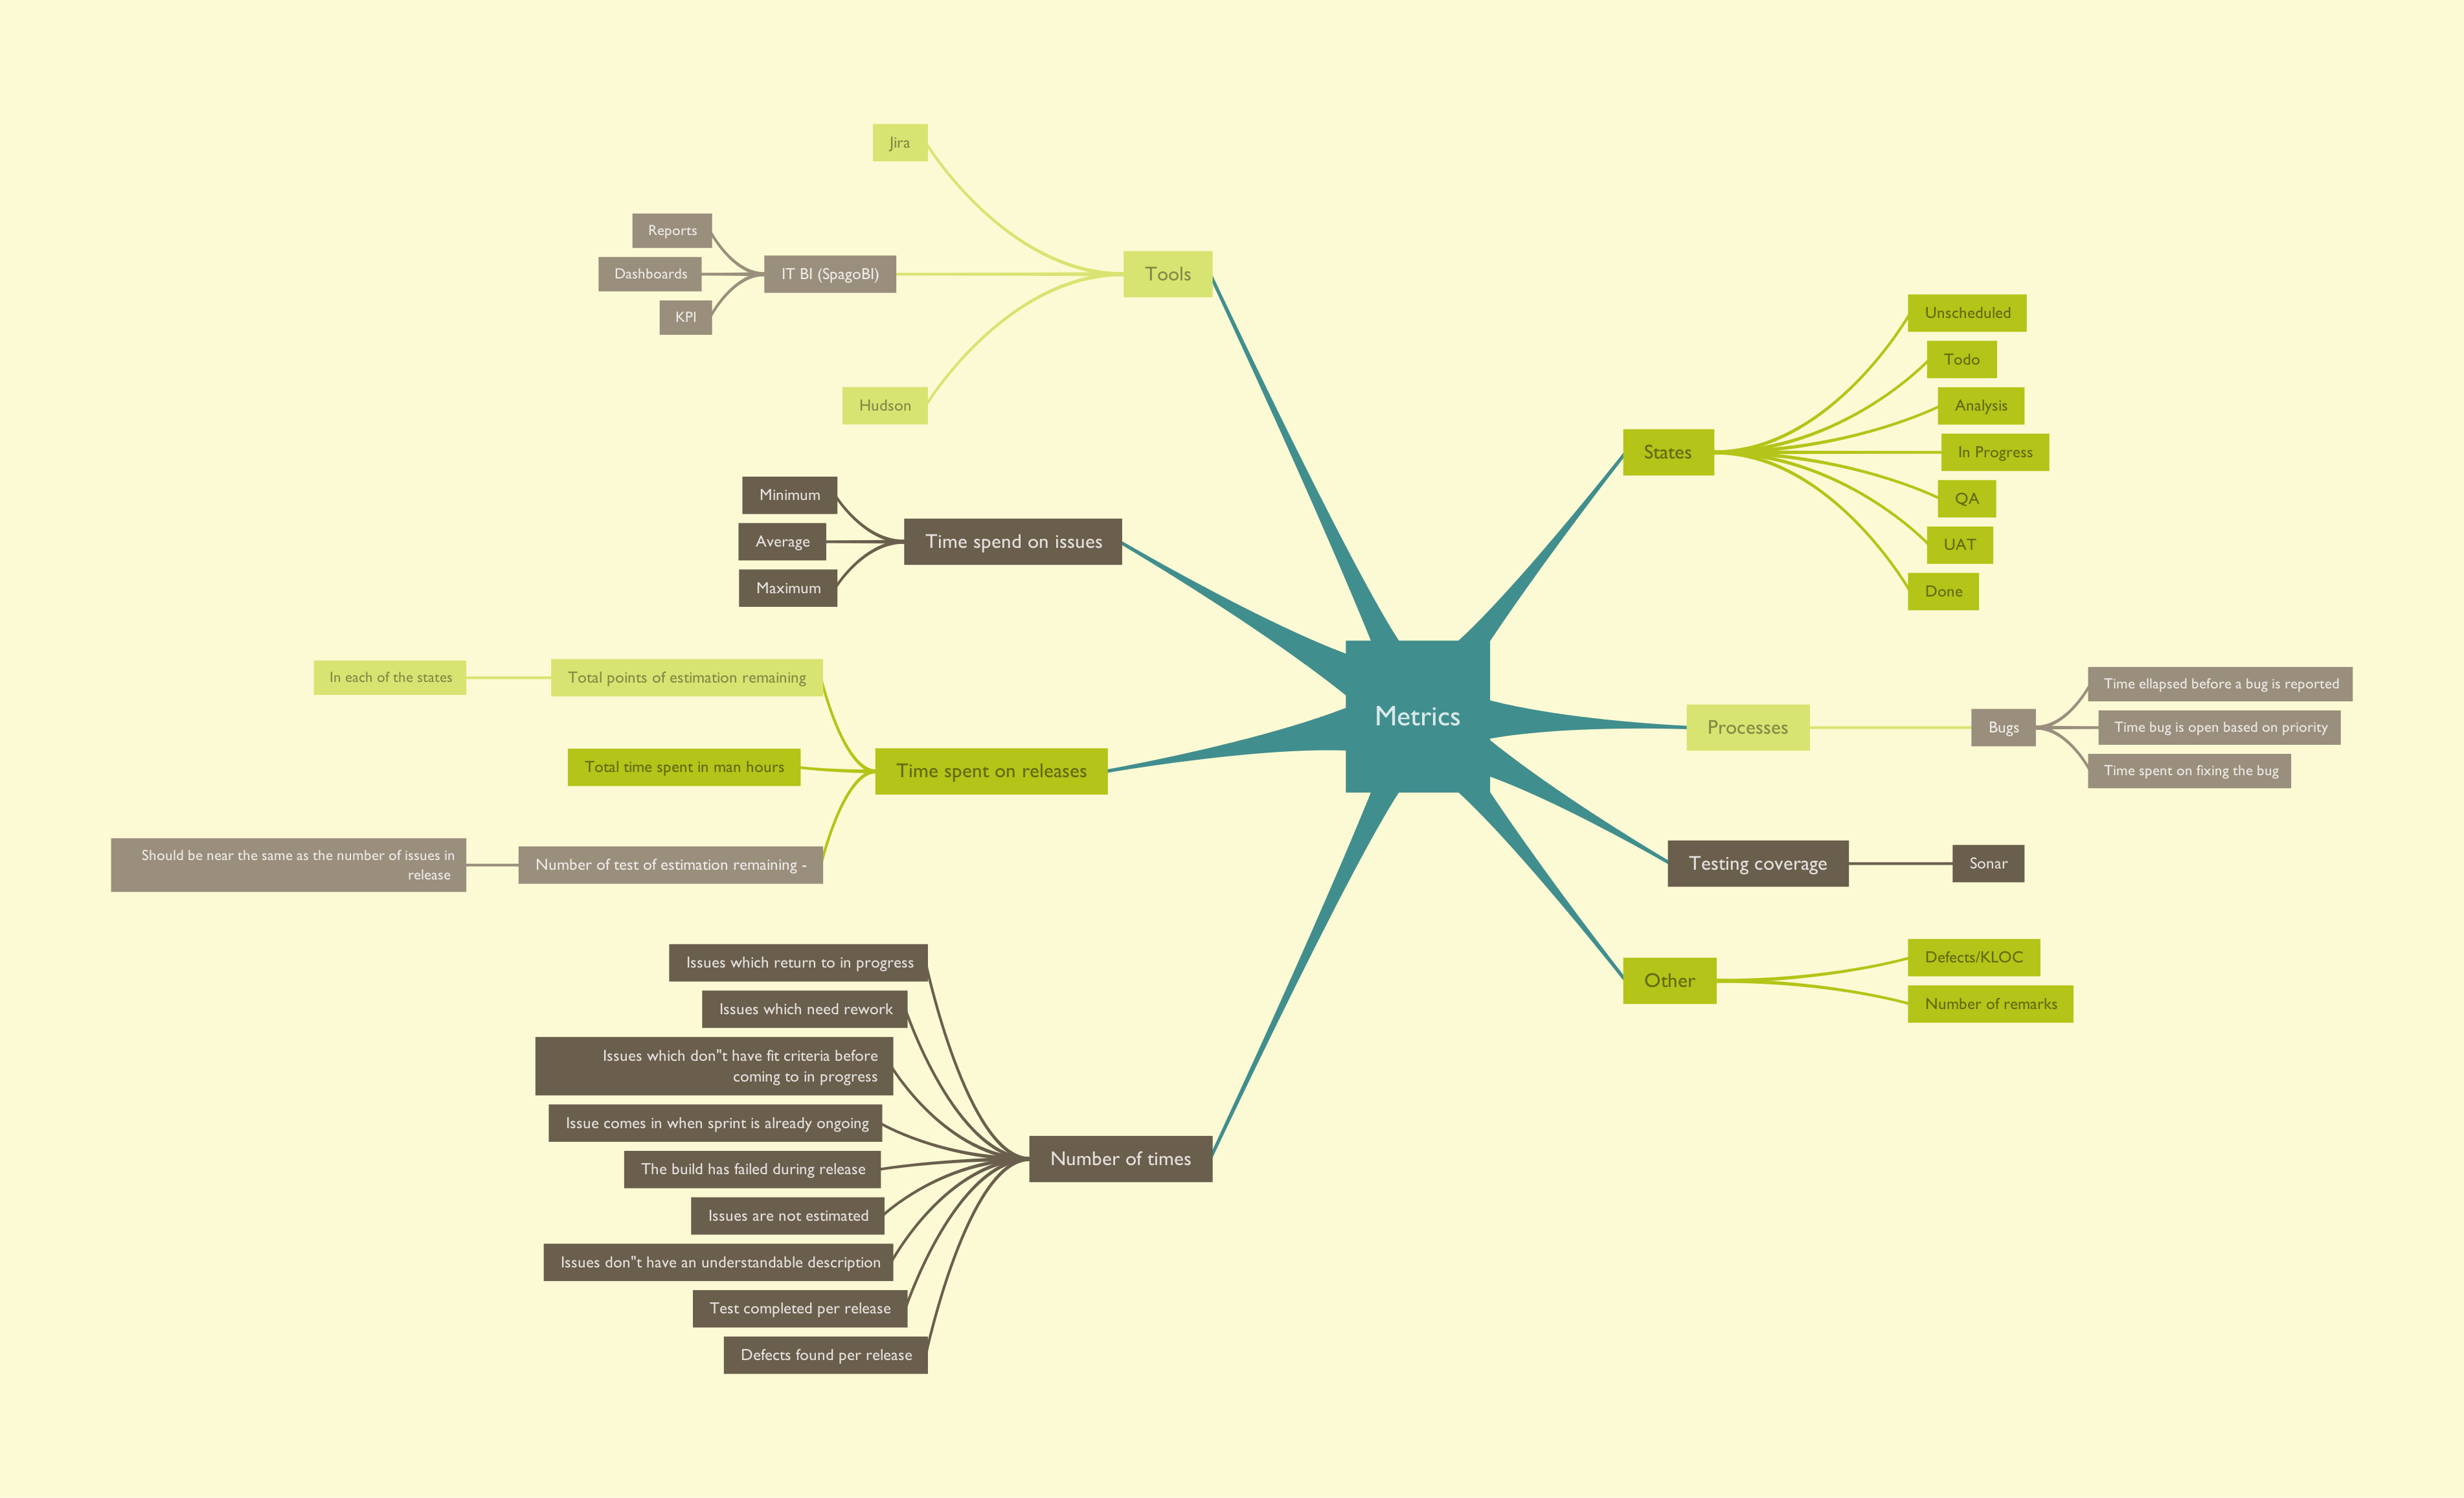 Metrics
Tools
Jira
IT BI (SpagoBI)
Reports
Dashboards
KPI
Hudson
Time spend on issues
Minimum
Average
Maximum
Time spent on releases
Total points of estimation remaining
In each of the states
Total time spent in man hours
Number of test of estimation remaining -
Should be near the same as the number of issues in
release
Number of times
Issues which return to in progress
Issues which need rework
Issues which don"t have fit criteria before
coming to in progress
Issue comes in when sprint is already ongoing
The build has failed during release
Issues are not estimated
Issues don"t have an understandable description
Test completed per release
Defects found per release
States
Unscheduled
Todo
Analysis
In Progress
QA
UAT
Done
Processes
Bugs
Time ellapsed before a bug is reported
Time bug is open based on priority
Time spent on fixing the bug
Testing coverage
Sonar
Other
Defects/KLOC
Number of remarks